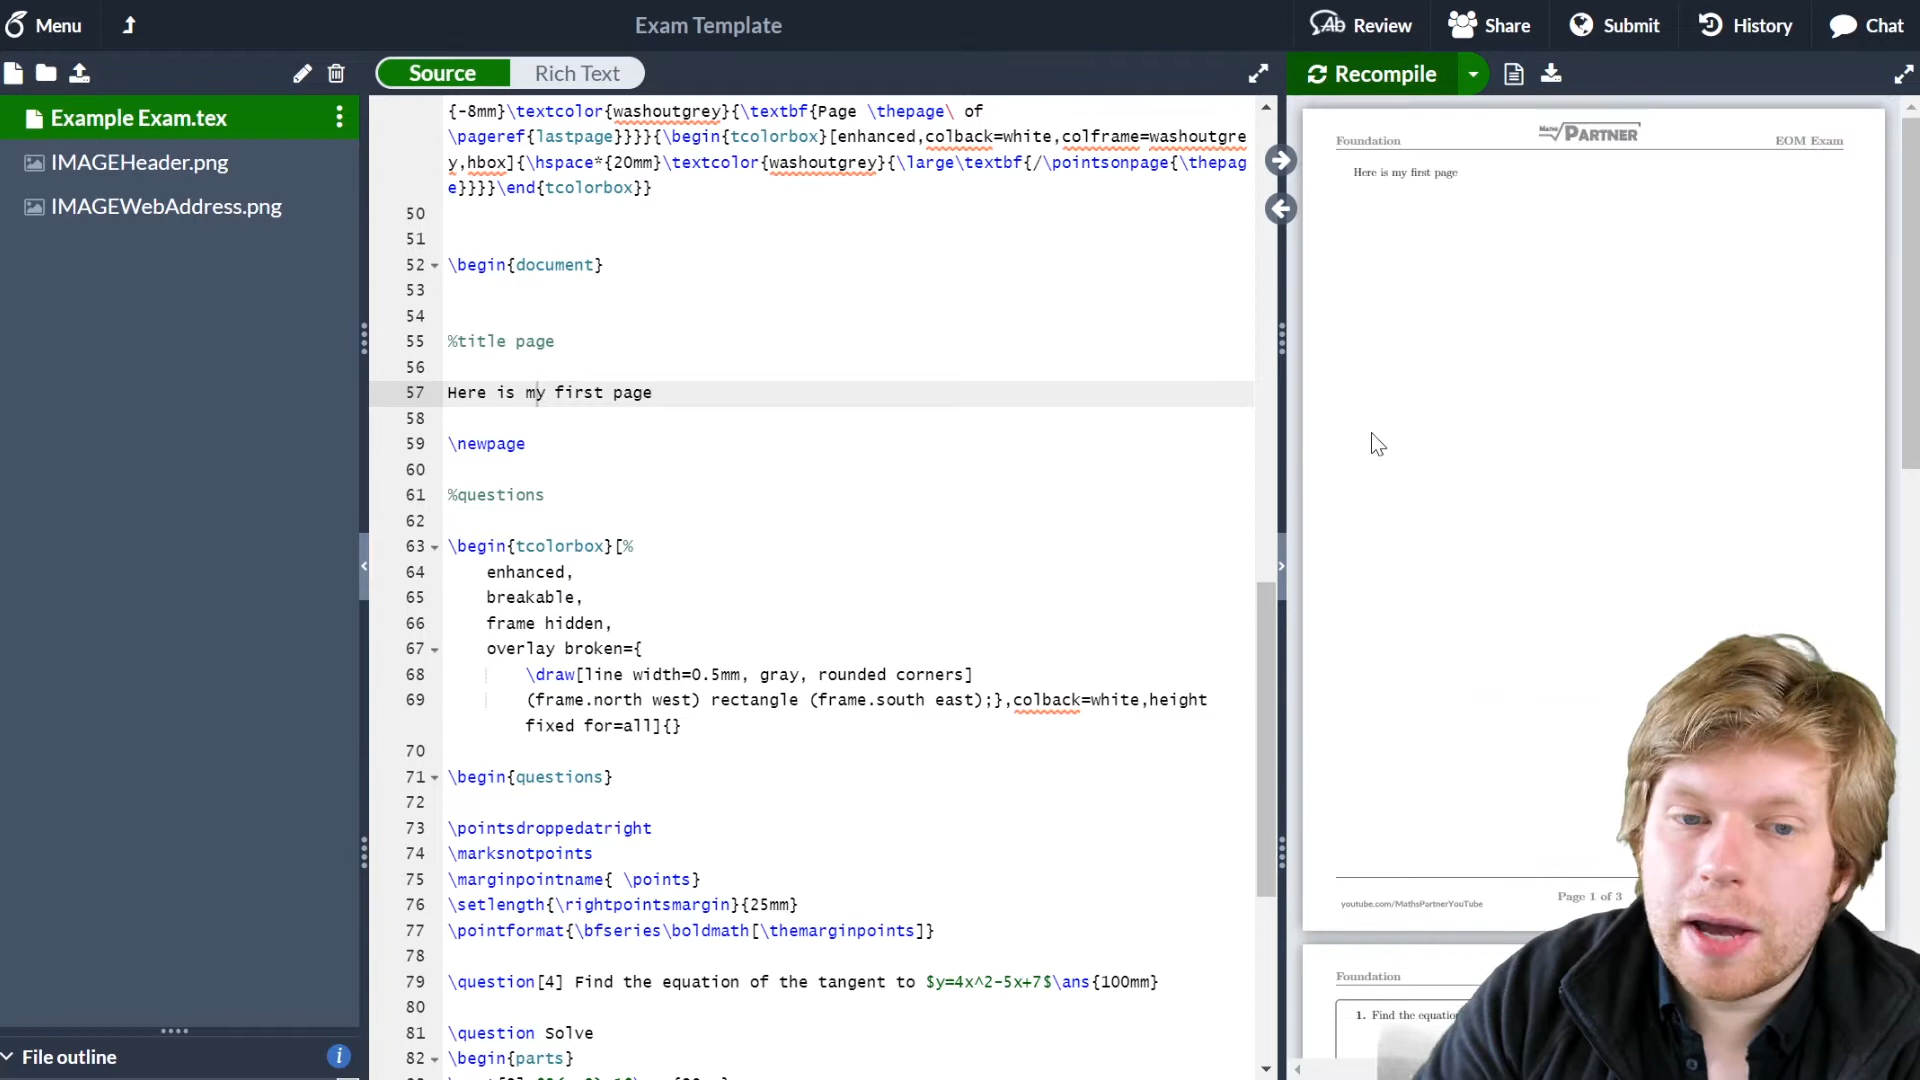 Menu
Exam Template
Review
Share
Submit
History
Chat
Source
Rich Text
Recompile
Example Exam.tex
IMAGEHeader.png
IMAGEWebAddress.png
File outline
{-8mm}\textcolor{washoutgrey}{\textbf{Page \thepage\ of
\pageref{lastpage}}}}{\begin{tcolorbox}[enhanced,colback=white,colframe=washoutgre
y,hbox]{\hspace*{20mm}\textcolor{washoutgrey}{\large\textbf{/\pointsonpage{\thepag
e}}}}\end{tcolorbox}}
50
51
52 \begin{document}
53
54
55 %title page
56
57 Here is my first page
58
59 \newpage
60
61 %questions
62
63 \begin{tcolorbox}[%
64 enhanced,
65 breakable,
66 frame hidden,
67 overlay broken={
68 \draw[line width=0.5mm, gray, rounded corners]
69 (frame.north west) rectangle (frame.south east);},colback=white,height
fixed for=all]{}
70
71 \begin{questions}
72
73 \pointsdroppedatright
74 \marksnotpoints
75 \marginpointname{ \points}
76 \setlength{\rightpointsmargin}{25mm}
77 \pointformat{\bfseries\boldmath[\themarginpoints]}
78
79 \question[4] Find the equation of the tangent to $y=4x^2-5x+7$\ans{100mm}
80
81 \question Solve
82 \begin{parts}
Foundation
PARTNER
EOM Exam
Here is my first page
youtube.com/MathsPartnerYouTube
Page 1 of 3
Foundation
1. Find the equatio